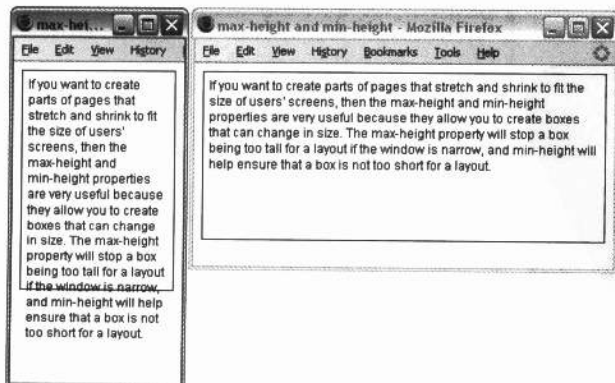 max-hei...
File Edit View History
If you want to create
parts of pages that
stretch and shrink to fit
the size of users'
screens, then the
max-height and
min-height properties
are very useful because
they allow you to create
boxes that can change
in size. The max-height
property will stop a box
being too tall for a layout
if the window is narrow,
and min-height will help
ensure that a box is not
too short for a layout.
max-height and min-height - Mozilla Firefox
File Edit View History Bookmarks Tools Help
If you want to create parts of pages that stretch and shrink to fit the
size of users' screens, then the max-height and min-height
properties are very useful because they allow you to create boxes
that can change in size. The max-height property will stop a box
being too tall for a layout if the window is narrow, and min-height will
help ensure that a box is not too short for a layout.